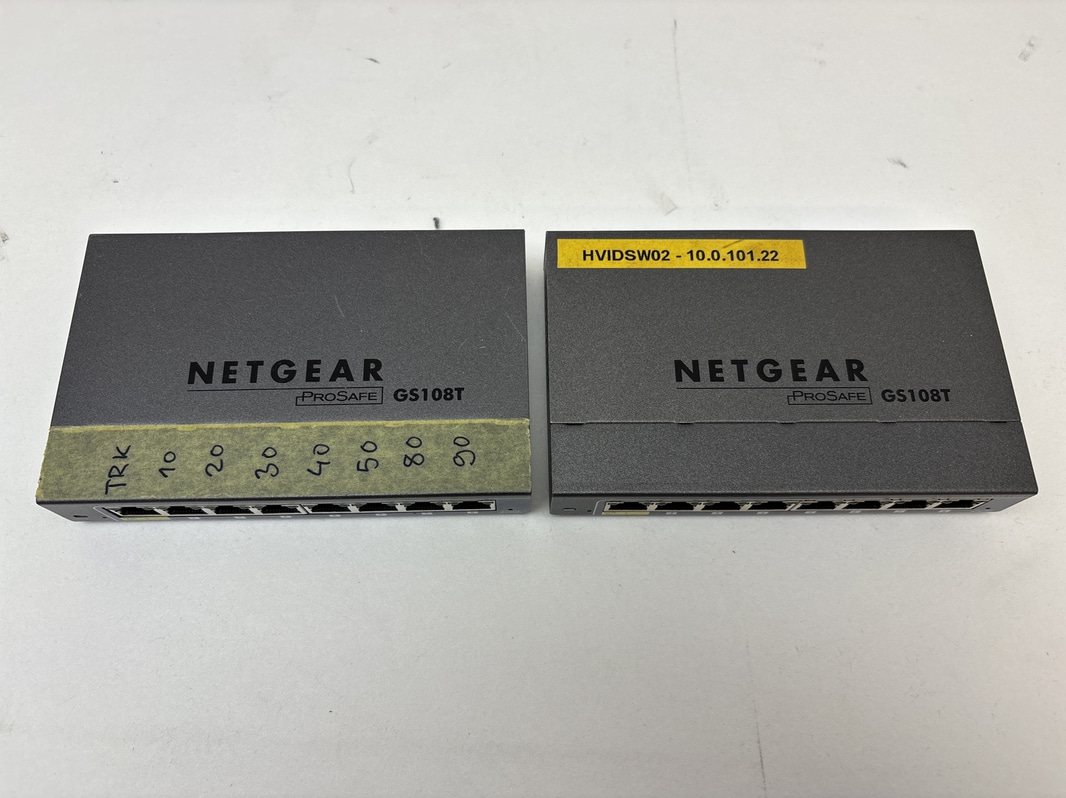 NETGEAR
PROSAFE GS108T
TRK 10 20 30 40 50 80 90
HVIDSW02 - 10.0.101.22
NETGEAR
PROSAFE GS108T